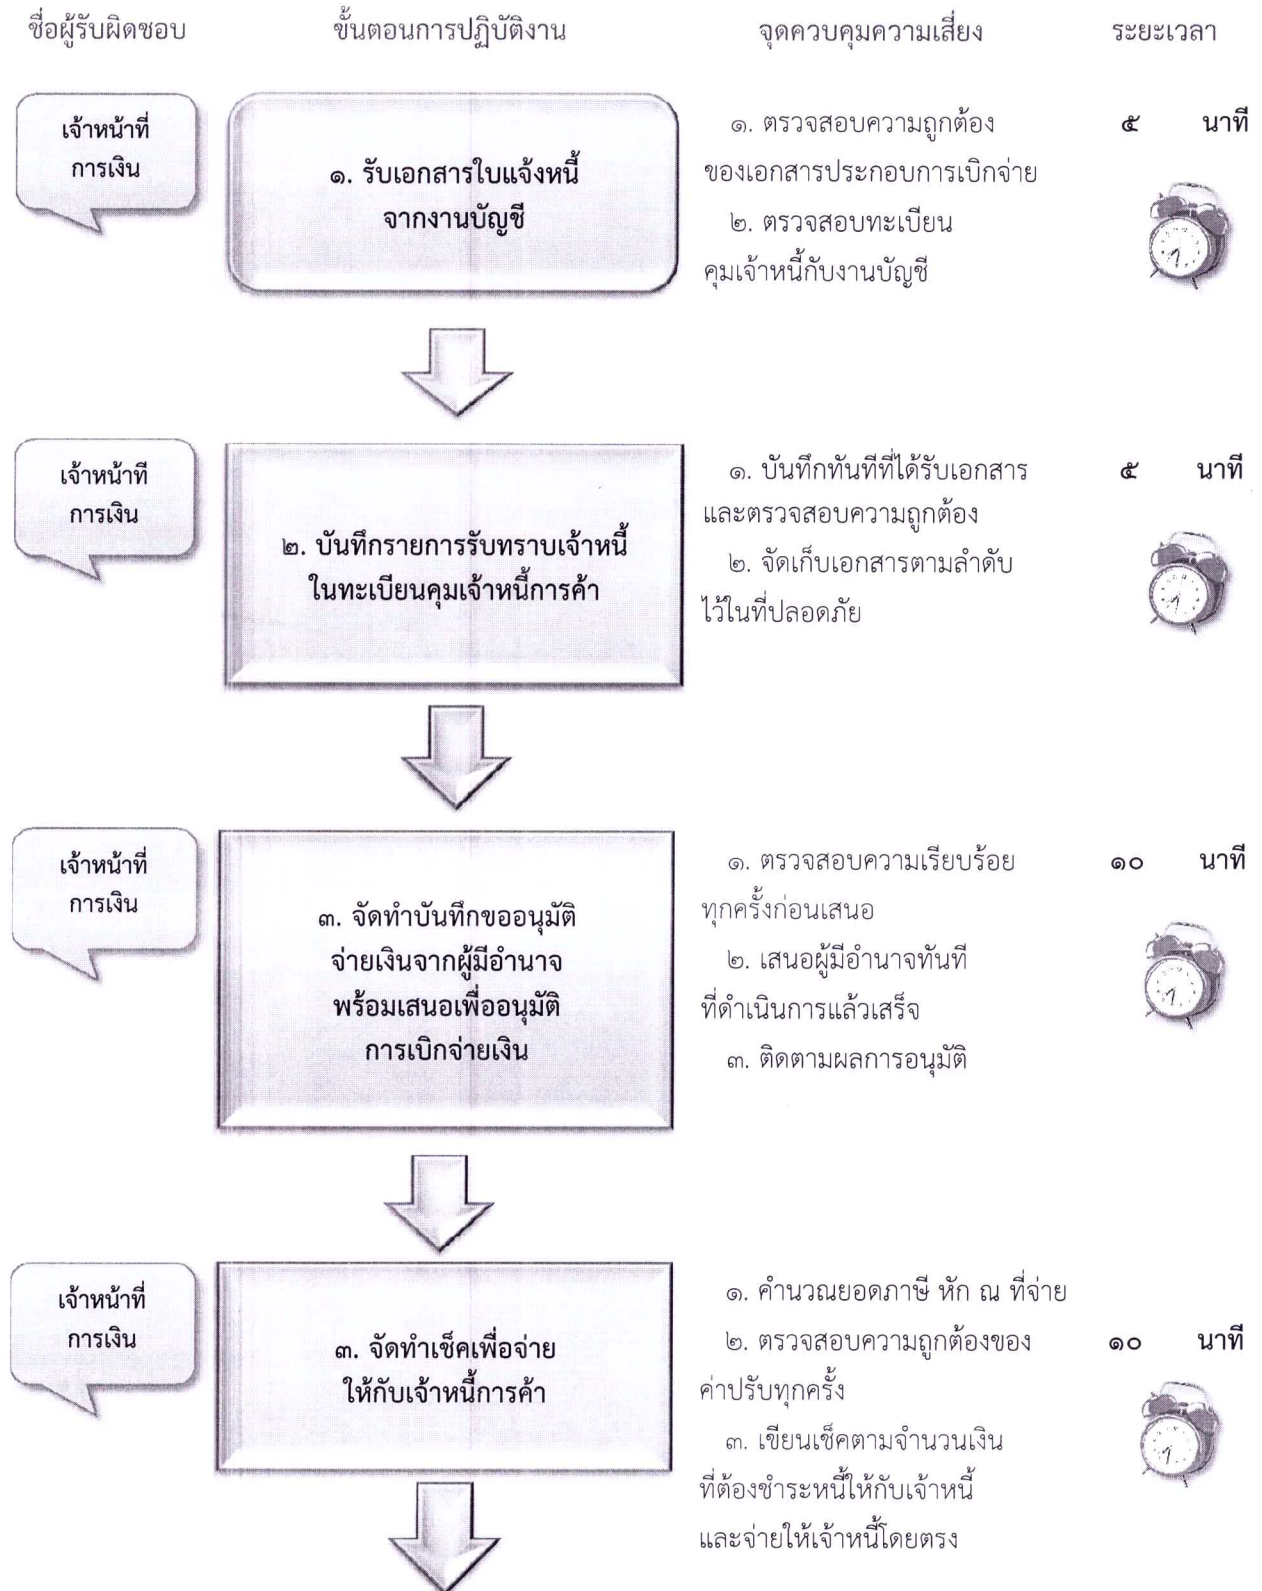 ชื่อผู้รับผิดชอบ ขั้นตอนการปฏิบัติงาน จุดควบคุมความเสี่ยง ระยะเวลา
เจ้าหน้าที่
การเงิน
๑. รับเอกสารใบแจ้งหนี้
จากงานบัญชี
๑. ตรวจสอบความถูกต้อง
ของเอกสารประกอบการเบิกจ่าย
๒. ตรวจสอบทะเบียน
คุมเจ้าหนี้กับงานบัญชี
๕ นาที
เจ้าหน้าที
การเงิน
๒. บันทึกรายการรับทราบเจ้าหนี้
ในทะเบียนคุมเจ้าหนี้การค้า
๑. บันทึกทันทีที่ได้รับเอกสาร
และตรวจสอบความถูกต้อง
๒. จัดเก็บเอกสารตามลำดับ
ไว้ในที่ปลอดภัย
๕ นาที
เจ้าหน้าที่
การเงิน
๓. จัดทำบันทึกขออนุมัติ
จ่ายเงินจากผู้มีอำนาจ
พร้อมเสนอเพื่ออนุมัติ
การเบิกจ่ายเงิน
๑. ตรวจสอบความเรียบร้อย
ทุกครั้งก่อนเสนอ
๒. เสนอผู้มีอำนาจทันที
ที่ดำเนินการแล้วเสร็จ
๓. ติดตามผลการอนุมัติ
๑๐ นาที
เจ้าหน้าที่
การเงิน
๓. จัดทำเช็คเพื่อจ่าย
ให้กับเจ้าหนี้การค้า
๑. คำนวณยอดภาษี หัก ณ ที่จ่าย
๒. ตรวจสอบความถูกต้องของ
ค่าปรับทุกครั้ง
๓. เขียนเช็คตามจำนวนเงิน
ที่ต้องชำระหนี้ให้กับเจ้าหนี้
และจ่ายให้เจ้าหนี้โดยตรง
๑๐ นาที